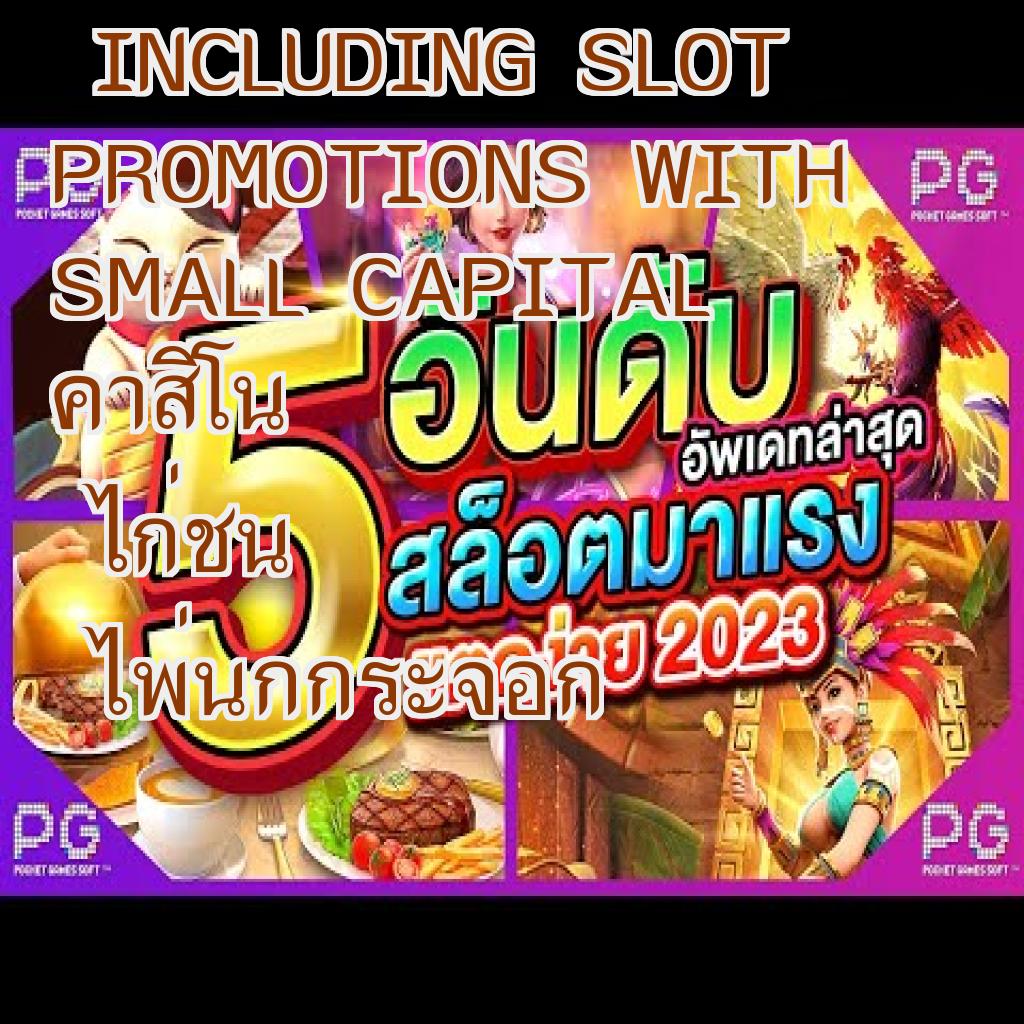 INCLUDING SLOT
PROMOTIONS WITH
SMALL CAPITAL
คาสิโน
ไก่ชน
ไพ่นกกระจอก
PG
POCKET GAMES SOFT
PG
POCKET GAMES SOFT
5
อันดับ
อัพเดทล่าสุด
สล็อตมาแรง
2023
PG
POCKET GAMES SOFT
PG
POCKET GAMES SOFT